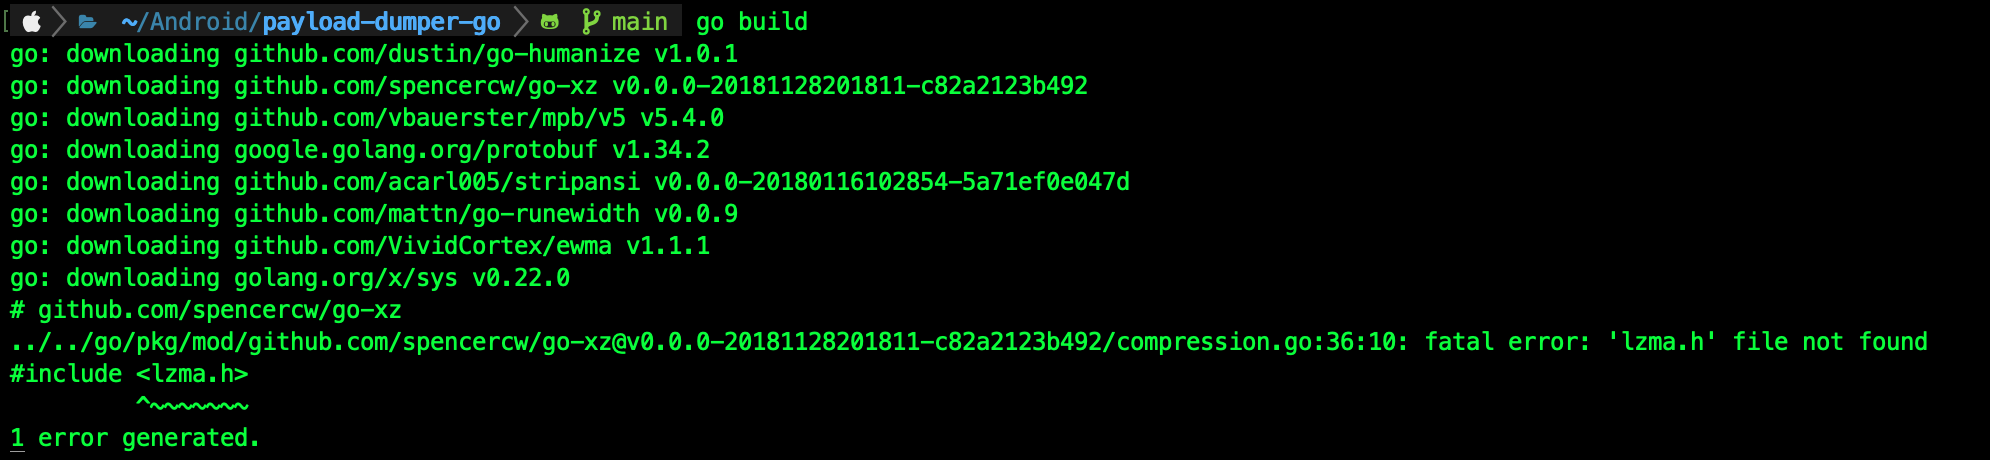 ~/Android/payload-dumper-go main go build
go: downloading github.com/dustin/go-humanize v1.0.1
go: downloading github.com/spencercw/go-xz v0.0.0-20181128201811-c82a2123b492
go: downloading github.com/vbauerster/mpb/v5 v5.4.0
go: downloading google.golang.org/protobuf v1.34.2
go: downloading github.com/acarl005/stripansi v0.0.0-20180116102854-5a71ef0e047d
go: downloading github.com/mattn/go-runewidth v0.0.9
go: downloading github.com/VividCortex/ewma v1.1.1
go: downloading golang.org/x/sys v0.22.0
# github.com/spencercw/go-xz
../../go/pkg/mod/github.com/spencercw/go-xz@v0.0.0-20181128201811-c82a2123b492/compression.go:36:10: fatal error: 'lzma.h' file not found
#include <lzma.h>
         ^~~~~~~~
1 error generated.